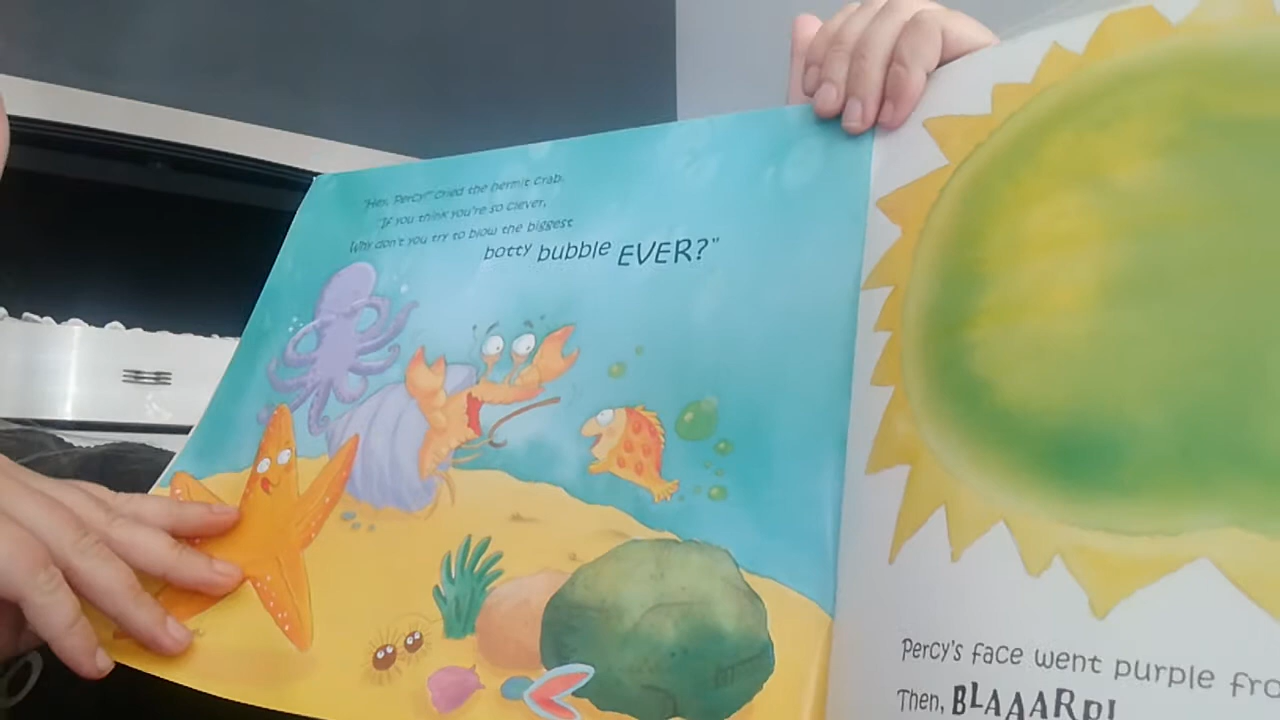 "Hey, Percy!" cried the hermit crab,
"If you think you're so clever,
Why don't you try to blow the biggest
botty bubble EVER?"
Percy's face went purple
Then, BLAAARP!